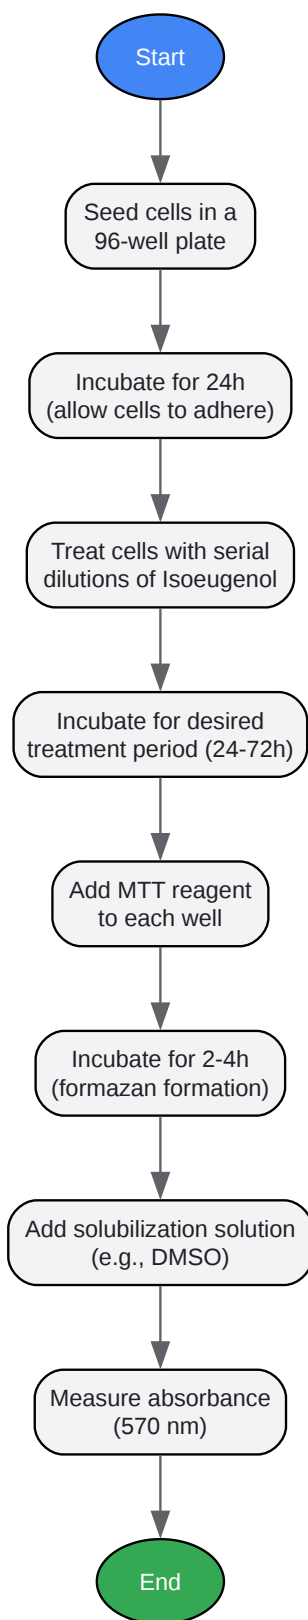 Start
Seed cells in a
96-well plate
Incubate for 24h
(allow cells to adhere)
Treat cells with serial
dilutions of Isoeugenol
Incubate for desired
treatment period (24-72h)
Add MTT reagent
to each well
Incubate for 2-4h
(formazan formation)
Add solubilization solution
(e.g., DMSO)
Measure absorbance
(570 nm)
End